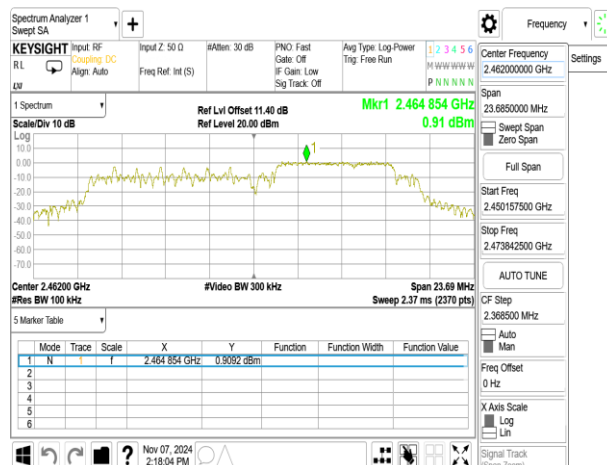 Spectrum Analyzer 1
Swept SA
+
Frequency
KEYSIGHT
RL
LXI
Input: RF
Coupling: DC
Align: Auto
Input Z: 50 Ω
Freq Ref: Int (S)
#Atten: 30 dB
PNO: Fast
Gate: Off
IF Gain: Low
Sig Track: Off
Avg Type: Log-Power
Trig: Free Run
1 2 3 4 5 6
M W W W W W
P N N N N N
Center Frequency
2.462000000 GHz
Settings
Span
23.6850000 MHz
Swept Span
Zero Span
Full Span
Start Freq
2.450157500 GHz
Stop Freq
2.473842500 GHz
AUTO TUNE
CF Step
2.368500 MHz
Auto
Man
Freq Offset
0 Hz
X Axis Scale
Log
Lin
Signal Track
(Span Zoom)
1 Spectrum
Scale/Div 10 dB
Ref Lvl Offset 11.40 dB
Ref Level 20.00 dBm
Mkr1 2.464 854 GHz
0.91 dBm
Log
10.0
0.00
-10.0
-20.0
-30.0
-40.0
-50.0
-60.0
-70.0
1
Center 2.46200 GHz
#Res BW 100 kHz
#Video BW 300 kHz
Span 23.69 MHz
Sweep 2.37 ms (2370 pts)
5 Marker Table
Mode Trace Scale X Y Function Function Width Function Value
1 N 1 f 2.464 854 GHz 0.9092 dBm
2
3
4
5
6
?
Nov 07, 2024
2:18:04 PM